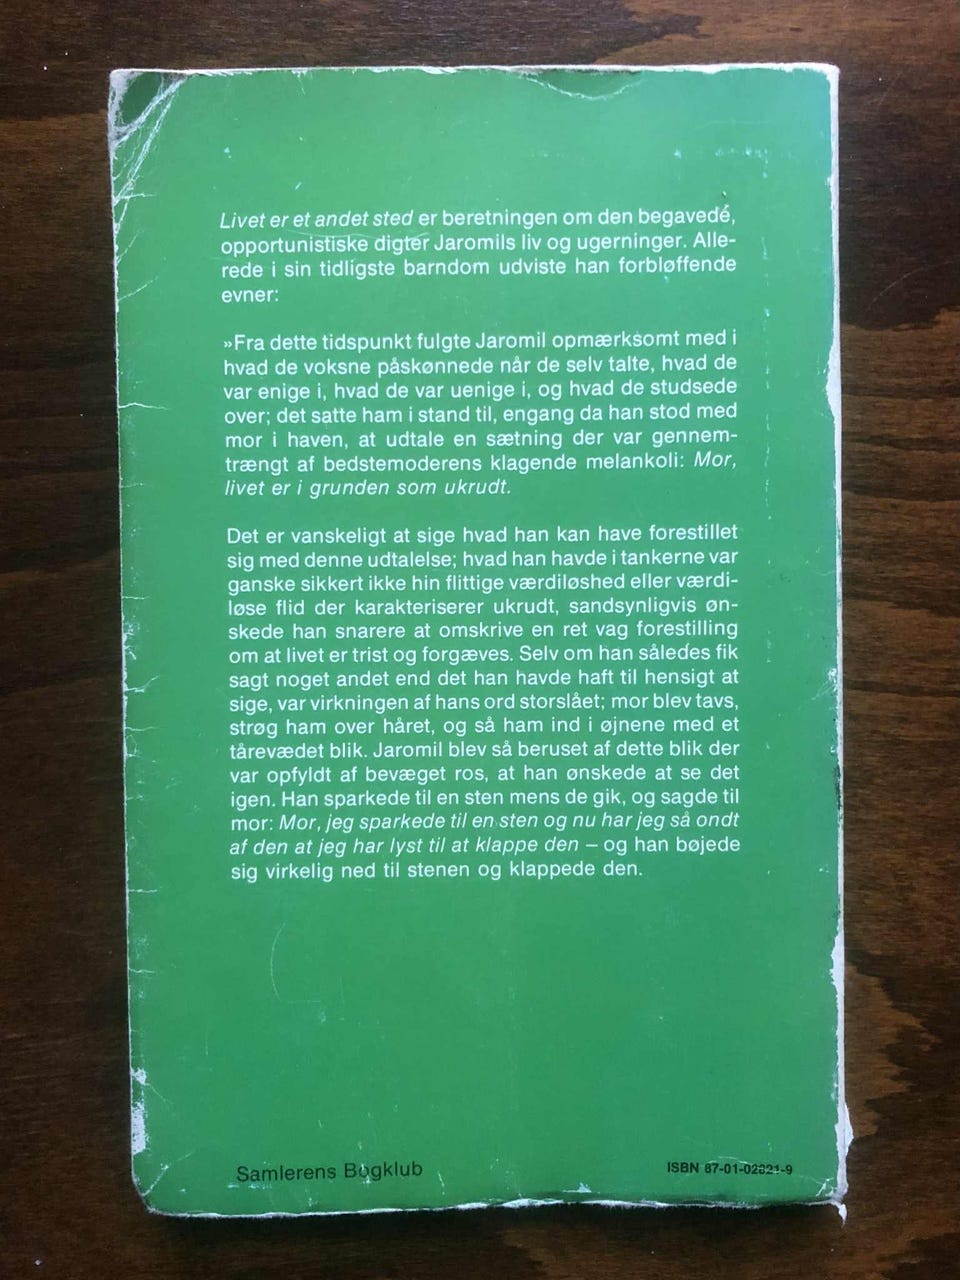 Livet er et andet sted er beretningen om den begavede,
opportunistiske digter Jaromils liv og ugerninger. Alle-
rede i sin tidligste barndom udviste han forbløffende
evner:
»Fra dette tidspunkt fulgte Jaromil opmærksomt med i
hvad de voksne påskønnede når de selv talte, hvad de
var enige i, hvad de var uenige i, og hvad de studsede
over; det satte ham i stand til, engang da han stod med
mor i haven, at udtale en sætning der var gennem-
trængt af bedstemoderens klagende melankoli: Mor,
livet er i grunden som ukrudt.
Det er vanskeligt at sige hvad han kan have forestillet
sig med denne udtalelse; hvad han havde i tankerne var
ganske sikkert ikke hin flittige værdiløshed eller værdi-
løse flid der karakteriserer ukrudt, sandsynligvis øn-
skede han snarere at omskrive en ret vag forestilling
om at livet er trist og forgæves. Selv om han således fik
sagt noget andet end det han havde haft til hensigt at
sige, var virkningen af hans ord storslået; mor blev tavs,
strøg ham over håret, og så ham ind i øjnene med et
tårevædet blik. Jaromil blev så beruset af dette blik der
var opfyldt af bevæget ros, at han ønskede at se det
igen. Han sparkede til en sten mens de gik, og sagde til
mor: Mor, jeg sparkede til en sten og nu har jeg så ondt
af den at jeg har lyst til at klappe den – og han bøjede
sig virkelig ned til stenen og klappede den.
Samlerens Bogklub
ISBN 87-01-02821-9